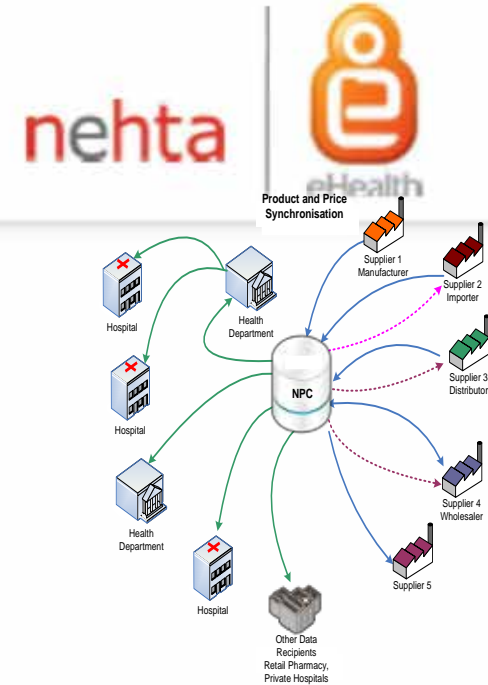 nehta
eHealth
Product and Price
Synchronisation
Supplier 1
Manufacturer
Supplier 2
Importer
Hospital
Health
Department
NPC
Supplier 3
Distributor
Hospital
Supplier 4
Wholesaler
Health
Department
Supplier 5
Hospital
Other Data
Recipients
Retail Pharmacy,
Private Hospitals